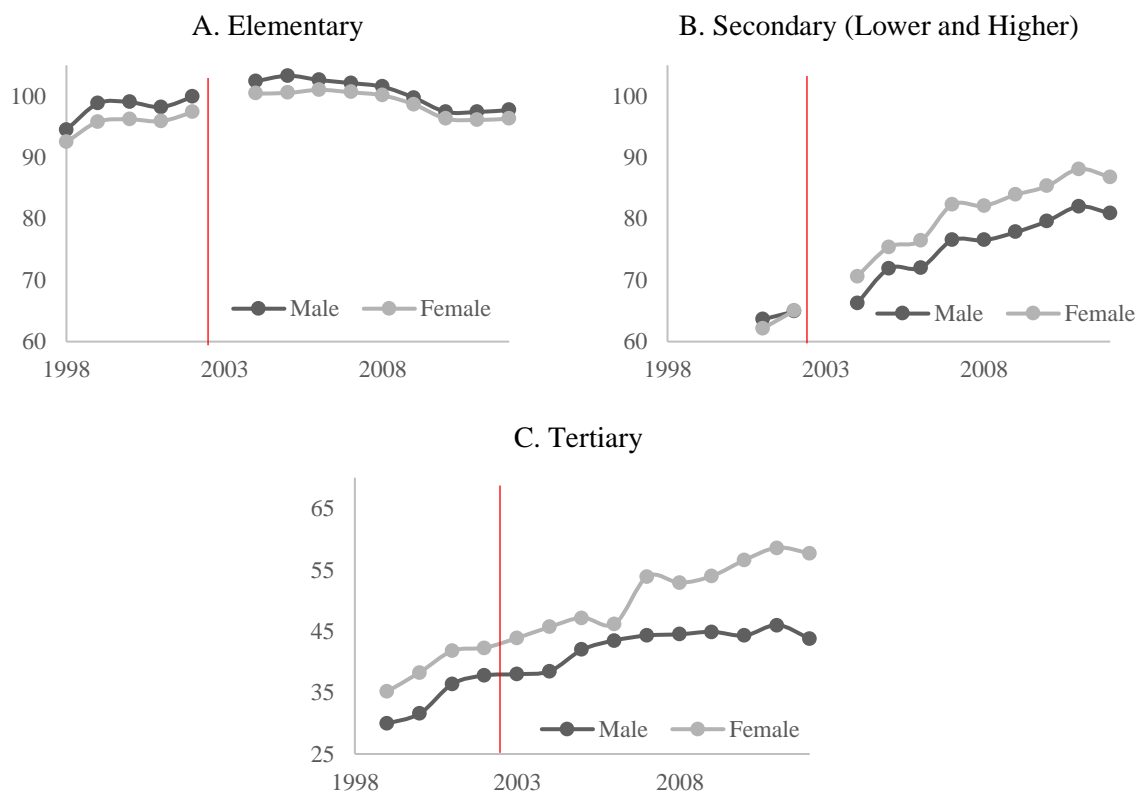 A. Elementary
100
90
80
70
60
1998 2003 2008
Male Female
B. Secondary (Lower and Higher)
100
90
80
70
60
1998 2003 2008
Male Female
C. Tertiary
65
55
45
35
25
1998 2003 2008
Male Female